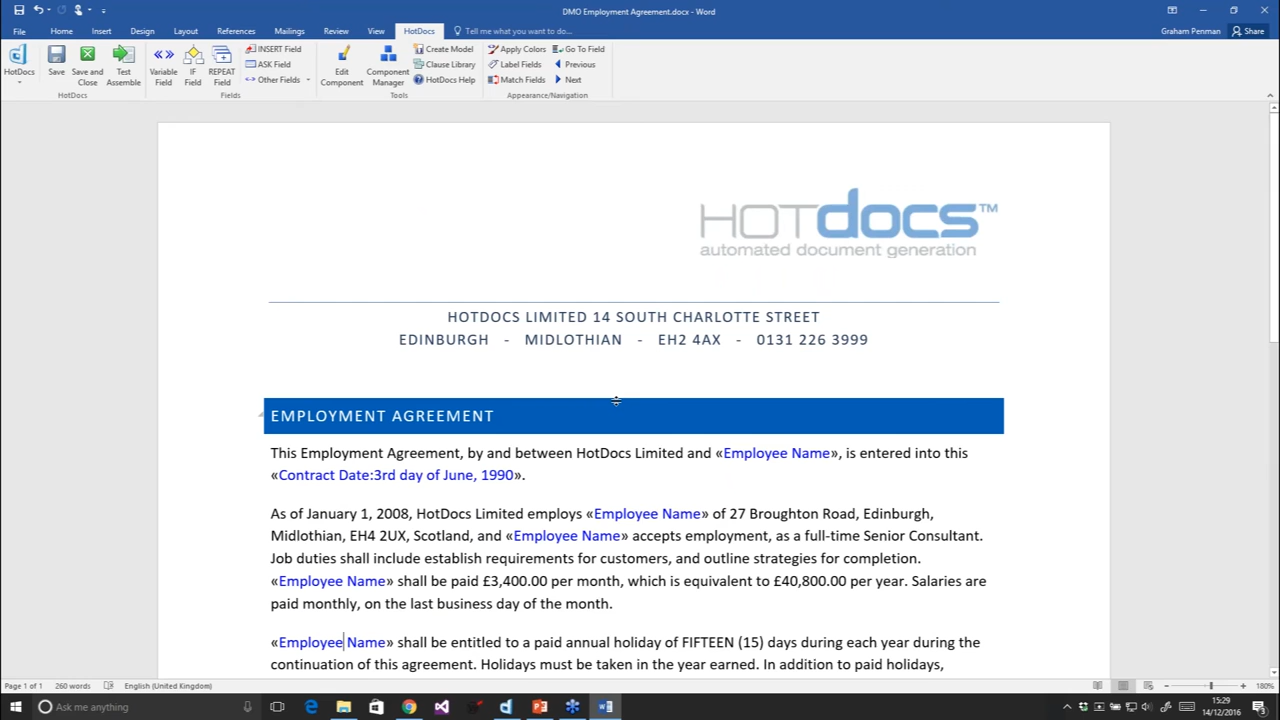 DMO Employment Agreement.docx - Word
File Home Insert Design Layout References Mailings Review View HotDocs Tell me what you want to do... Graham Penman Share
HotDocs
Save
Save and Close
Test Assemble
HotDocs
Variable Field
IF Field
REPEAT Field
INSERT Field
ASK Field
Other Fields
Fields
Edit Component
Component Manager
Create Model
Clause Library
HotDocs Help
Tools
Apply Colors
Label Fields
Match Fields
Go To Field
Previous
Next
Appearance/Navigation
HOTdocs™
automated document generation
HOTDOCS LIMITED 14 SOUTH CHARLOTTE STREET
EDINBURGH - MIDLOTHIAN - EH2 4AX - 0131 226 3999
EMPLOYMENT AGREEMENT
This Employment Agreement, by and between HotDocs Limited and «Employee Name», is entered into this
«Contract Date:3rd day of June, 1990».
As of January 1, 2008, HotDocs Limited employs «Employee Name» of 27 Broughton Road, Edinburgh,
Midlothian, EH4 2UX, Scotland, and «Employee Name» accepts employment, as a full-time Senior Consultant.
Job duties shall include establish requirements for customers, and outline strategies for completion.
«Employee Name» shall be paid £3,400.00 per month, which is equivalent to £40,800.00 per year. Salaries are
paid monthly, on the last business day of the month.
«Employee Name» shall be entitled to a paid annual holiday of FIFTEEN (15) days during each year during the
continuation of this agreement. Holidays must be taken in the year earned. In addition to paid holidays,
Page 1 of 1 260 words English (United Kingdom) 180%
Ask me anything
15:29
14/12/2016